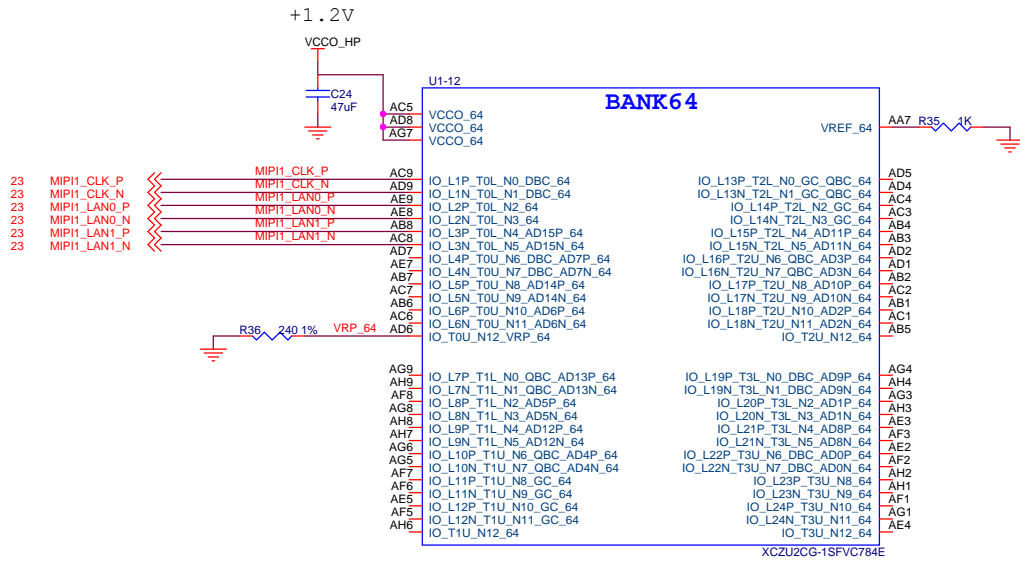 +1.2V
VCCO_HP
C24
47uF
U1-12
BANK64
AC5 VCCO_64
AD8 VCCO_64
AG7 VCCO_64
VREF_64 AA7 R35 1K
23 MIPI1_CLK_P MIPI1_CLK_P AC9 IO_L1P_T0L_N0_DBC_64
23 MIPI1_CLK_N MIPI1_CLK_N AD9 IO_L1N_T0L_N1_DBC_64
23 MIPI1_LAN0_P MIPI1_LAN0_P AE9 IO_L2P_T0L_N2_64
23 MIPI1_LAN0_N MIPI1_LAN0_N AE8 IO_L2N_T0L_N3_64
23 MIPI1_LAN1_P MIPI1_LAN1_P AB8 IO_L3P_T0L_N4_AD15P_64
23 MIPI1_LAN1_N MIPI1_LAN1_N AC8 IO_L3N_T0L_N5_AD15N_64
AD7 IO_L4P_T0U_N6_DBC_AD7P_64
AE7 IO_L4N_T0U_N7_DBC_AD7N_64
AB7 IO_L5P_T0U_N8_AD14P_64
AC7 IO_L5N_T0U_N9_AD14N_64
AB6 IO_L6P_T0U_N10_AD6P_64
AC6 IO_L6N_T0U_N11_AD6N_64
R36 240 1% VRP_64 AD6 IO_T0U_N12_VRP_64
AG9 IO_L7P_T1L_N0_QBC_AD13P_64
AH9 IO_L7N_T1L_N1_QBC_AD13N_64
AF8 IO_L8P_T1L_N2_AD5P_64
AG8 IO_L8N_T1L_N3_AD5N_64
AH8 IO_L9P_T1L_N4_AD12P_64
AH7 IO_L9N_T1L_N5_AD12N_64
AG6 IO_L10P_T1U_N6_QBC_AD4P_64
AG5 IO_L10N_T1U_N7_QBC_AD4N_64
AF7 IO_L11P_T1U_N8_GC_64
AF6 IO_L11N_T1U_N9_GC_64
AE5 IO_L12P_T1U_N10_GC_64
AF5 IO_L12N_T1U_N11_GC_64
AH6 IO_T1U_N12_64
IO_L13P_T2L_N0_GC_QBC_64 AD5
IO_L13N_T2L_N1_GC_QBC_64 AD4
IO_L14P_T2L_N2_GC_64 AC4
IO_L14N_T2L_N3_GC_64 AC3
IO_L15P_T2L_N4_AD11P_64 AB4
IO_L15N_T2L_N5_AD11N_64 AB3
IO_L16P_T2U_N6_QBC_AD3P_64 AD2
IO_L16N_T2U_N7_QBC_AD3N_64 AD1
IO_L17P_T2U_N8_AD10P_64 AB2
IO_L17N_T2U_N9_AD10N_64 AC2
IO_L18P_T2U_N10_AD2P_64 AB1
IO_L18N_T2U_N11_AD2N_64 AC1
IO_T2U_N12_64 AB5
IO_L19P_T3L_N0_DBC_AD9P_64 AG4
IO_L19N_T3L_N1_DBC_AD9N_64 AH4
IO_L20P_T3L_N2_AD1P_64 AG3
IO_L20N_T3L_N3_AD1N_64 AH3
IO_L21P_T3L_N4_AD8P_64 AE3
IO_L21N_T3L_N5_AD8N_64 AF3
IO_L22P_T3U_N6_DBC_AD0P_64 AE2
IO_L22N_T3U_N7_DBC_AD0N_64 AF2
IO_L23P_T3U_N8_64 AH2
IO_L23N_T3U_N9_64 AH1
IO_L24P_T3U_N10_64 AF1
IO_L24N_T3U_N11_64 AG1
IO_T3U_N12_64 AE4
XCZU2CG-1SFVC784E